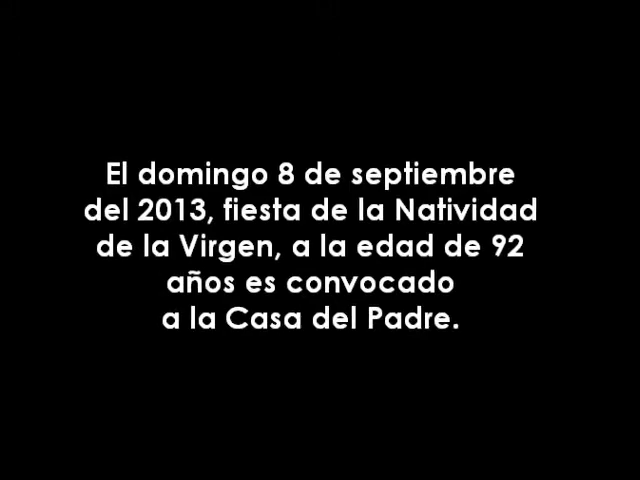 El domingo 8 de septiembre
del 2013, fiesta de la Natividad
de la Virgen, a la edad de 92
años es convocado
a la Casa del Padre.